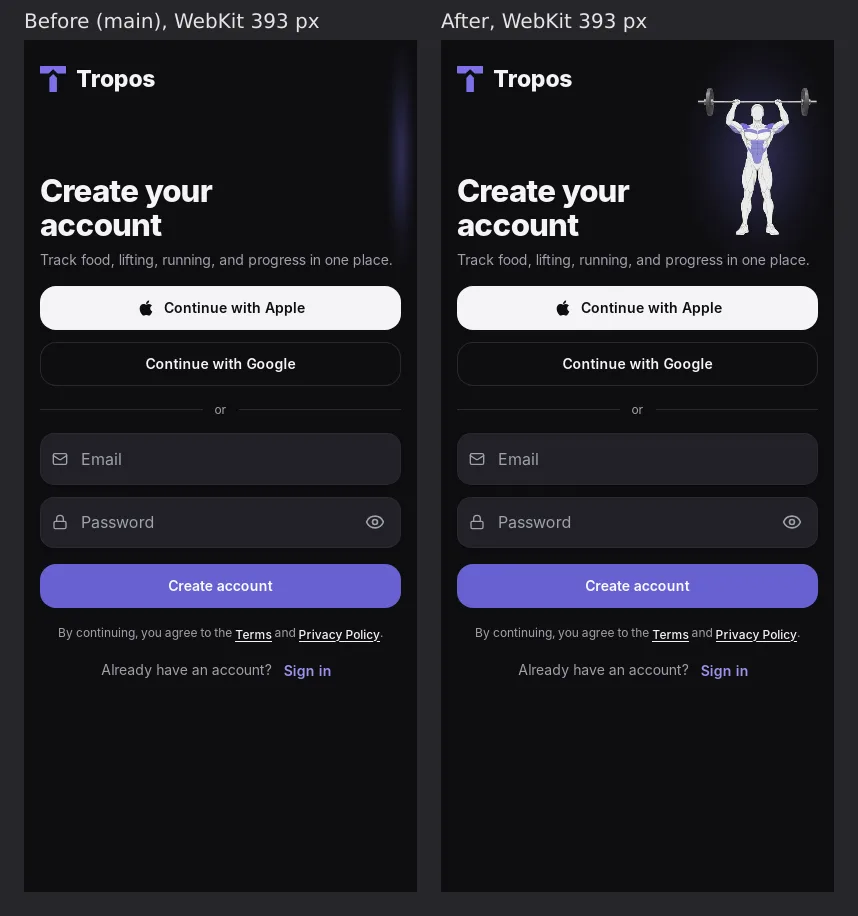 Before (main), WebKit 393 px
Tropos
Create your
account
Track food, lifting, running, and progress in one place.
Continue with Apple
Continue with Google
or
Email
Password
Create account
By continuing, you agree to the Terms and Privacy Policy.
Already have an account? Sign in
After, WebKit 393 px
Tropos
Create your
account
Track food, lifting, running, and progress in one place.
Continue with Apple
Continue with Google
or
Email
Password
Create account
By continuing, you agree to the Terms and Privacy Policy.
Already have an account? Sign in